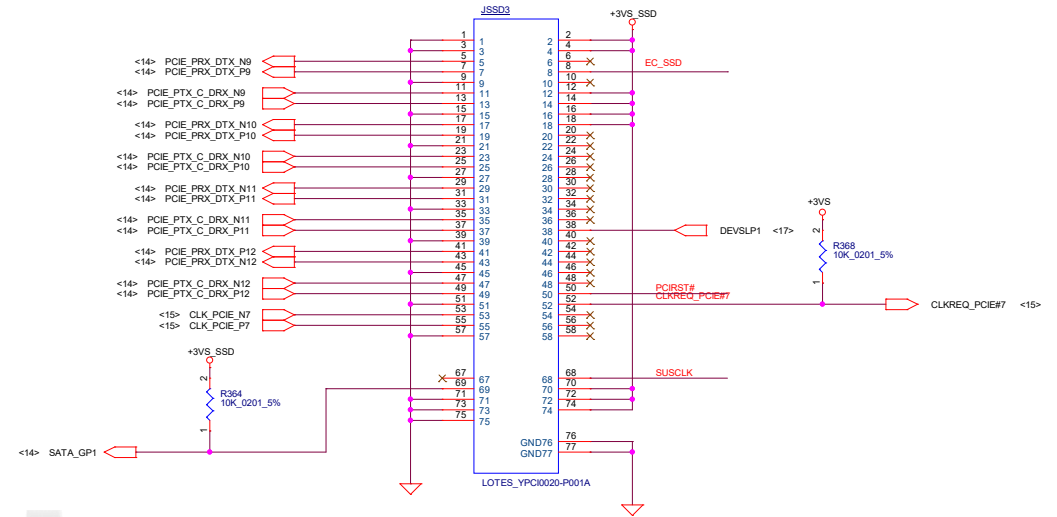 JSSD3
+3VS_SSD
1 1 2 2
3 3 4 4
<14> PCIE_PRX_DTX_N9 5 5 6 6
<14> PCIE_PRX_DTX_P9 7 7 8 8 EC_SSD
9 9 10 10
<14> PCIE_PTX_C_DRX_N9 11 11 12 12
<14> PCIE_PTX_C_DRX_P9 13 13 14 14
15 15 16 16
<14> PCIE_PRX_DTX_N10 17 17 18 18
<14> PCIE_PRX_DTX_P10 19 19 20 20
21 21 22 22
<14> PCIE_PTX_C_DRX_N10 23 23 24 24
<14> PCIE_PTX_C_DRX_P10 25 25 26 26
27 27 28 28
<14> PCIE_PRX_DTX_N11 29 29 30 30
<14> PCIE_PRX_DTX_P11 31 31 32 32
33 33 34 34
<14> PCIE_PTX_C_DRX_N11 35 35 36 36
<14> PCIE_PTX_C_DRX_P11 37 37 38 38 DEVSLP1 <17>
39 39 40 40
<14> PCIE_PRX_DTX_P12 41 41 42 42
<14> PCIE_PRX_DTX_N12 43 43 44 44
45 45 46 46
<14> PCIE_PTX_C_DRX_N12 47 47 48 48
<14> PCIE_PTX_C_DRX_P12 49 49 50 50 PCIRST#
51 51 52 52 CLKREQ_PCIE#7
<15> CLK_PCIE_N7 53 53 54 54
<15> CLK_PCIE_P7 55 55 56 56
57 57 58 58
+3VS
2
R368
10K_0201_5%
1
CLKREQ_PCIE#7 <15>
67 67 68 68 SUSCLK
69 69 70 70
71 71 72 72
73 73 74 74
75 75
GND76 76
GND77 77
+3VS_SSD
2
R364
10K_0201_5%
1
<14> SATA_GP1
LOTES_YPCI0020-P001A